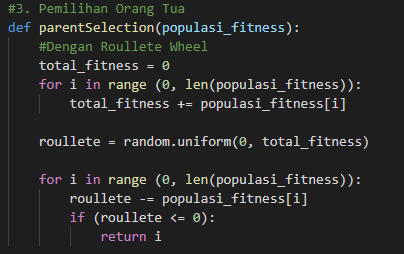 #3. Pemilihan Orang Tua
def parentSelection(populasi_fitness):
    #Dengan Roullete Wheel
    total_fitness = 0
    for i in range (0, len(populasi_fitness)):
        total_fitness += populasi_fitness[i]

    roullete = random.uniform(0, total_fitness)

    for i in range (0, len(populasi_fitness)):
        roullete -= populasi_fitness[i]
        if (roullete <= 0):
            return i